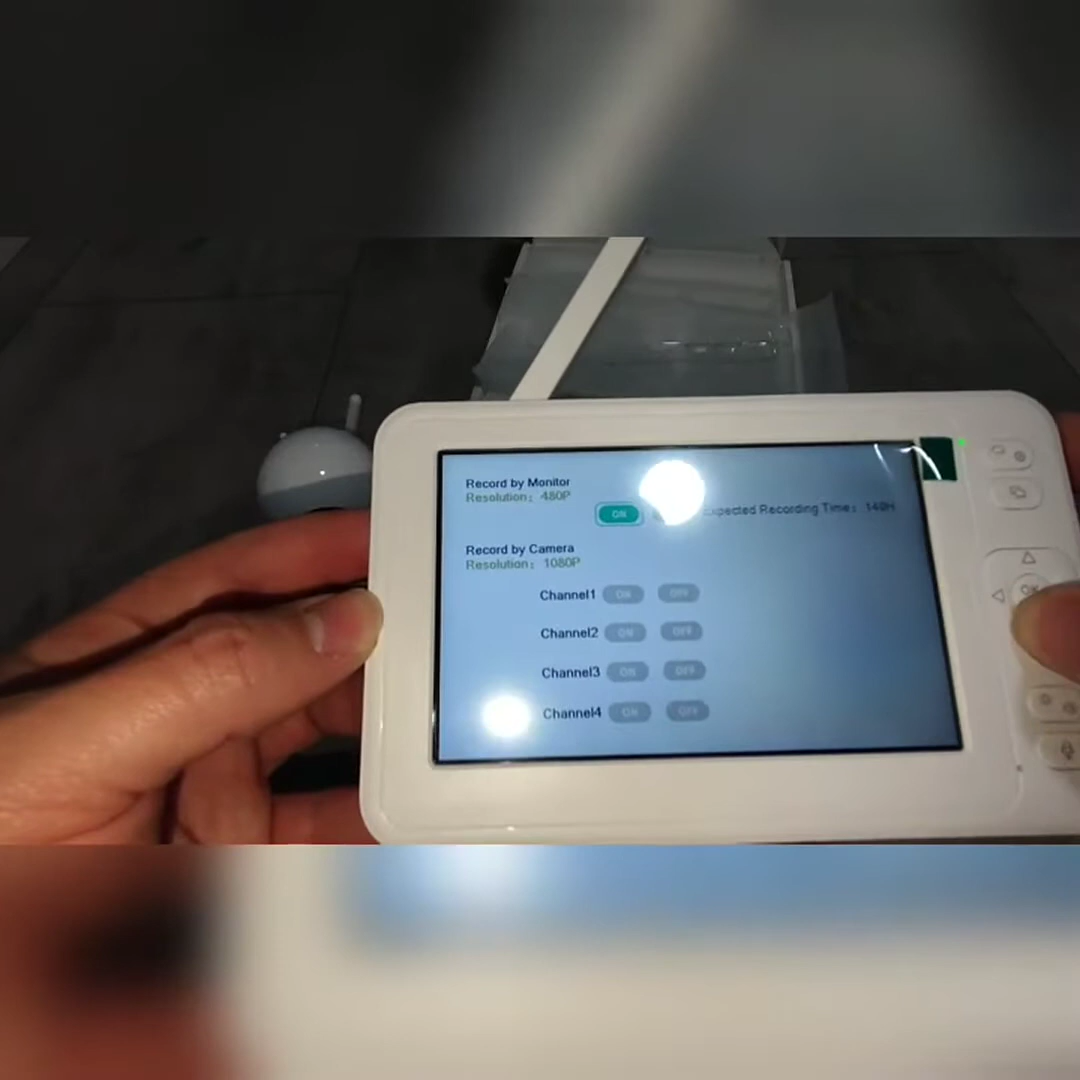 Record by Monitor
Resolution: 480P
ON Expected Recording Time: 148H
Record by Camera
Resolution: 1080P
Channel1 ON OFF
Channel2 ON OFF
Channel3 ON OFF
Channel4 ON OFF